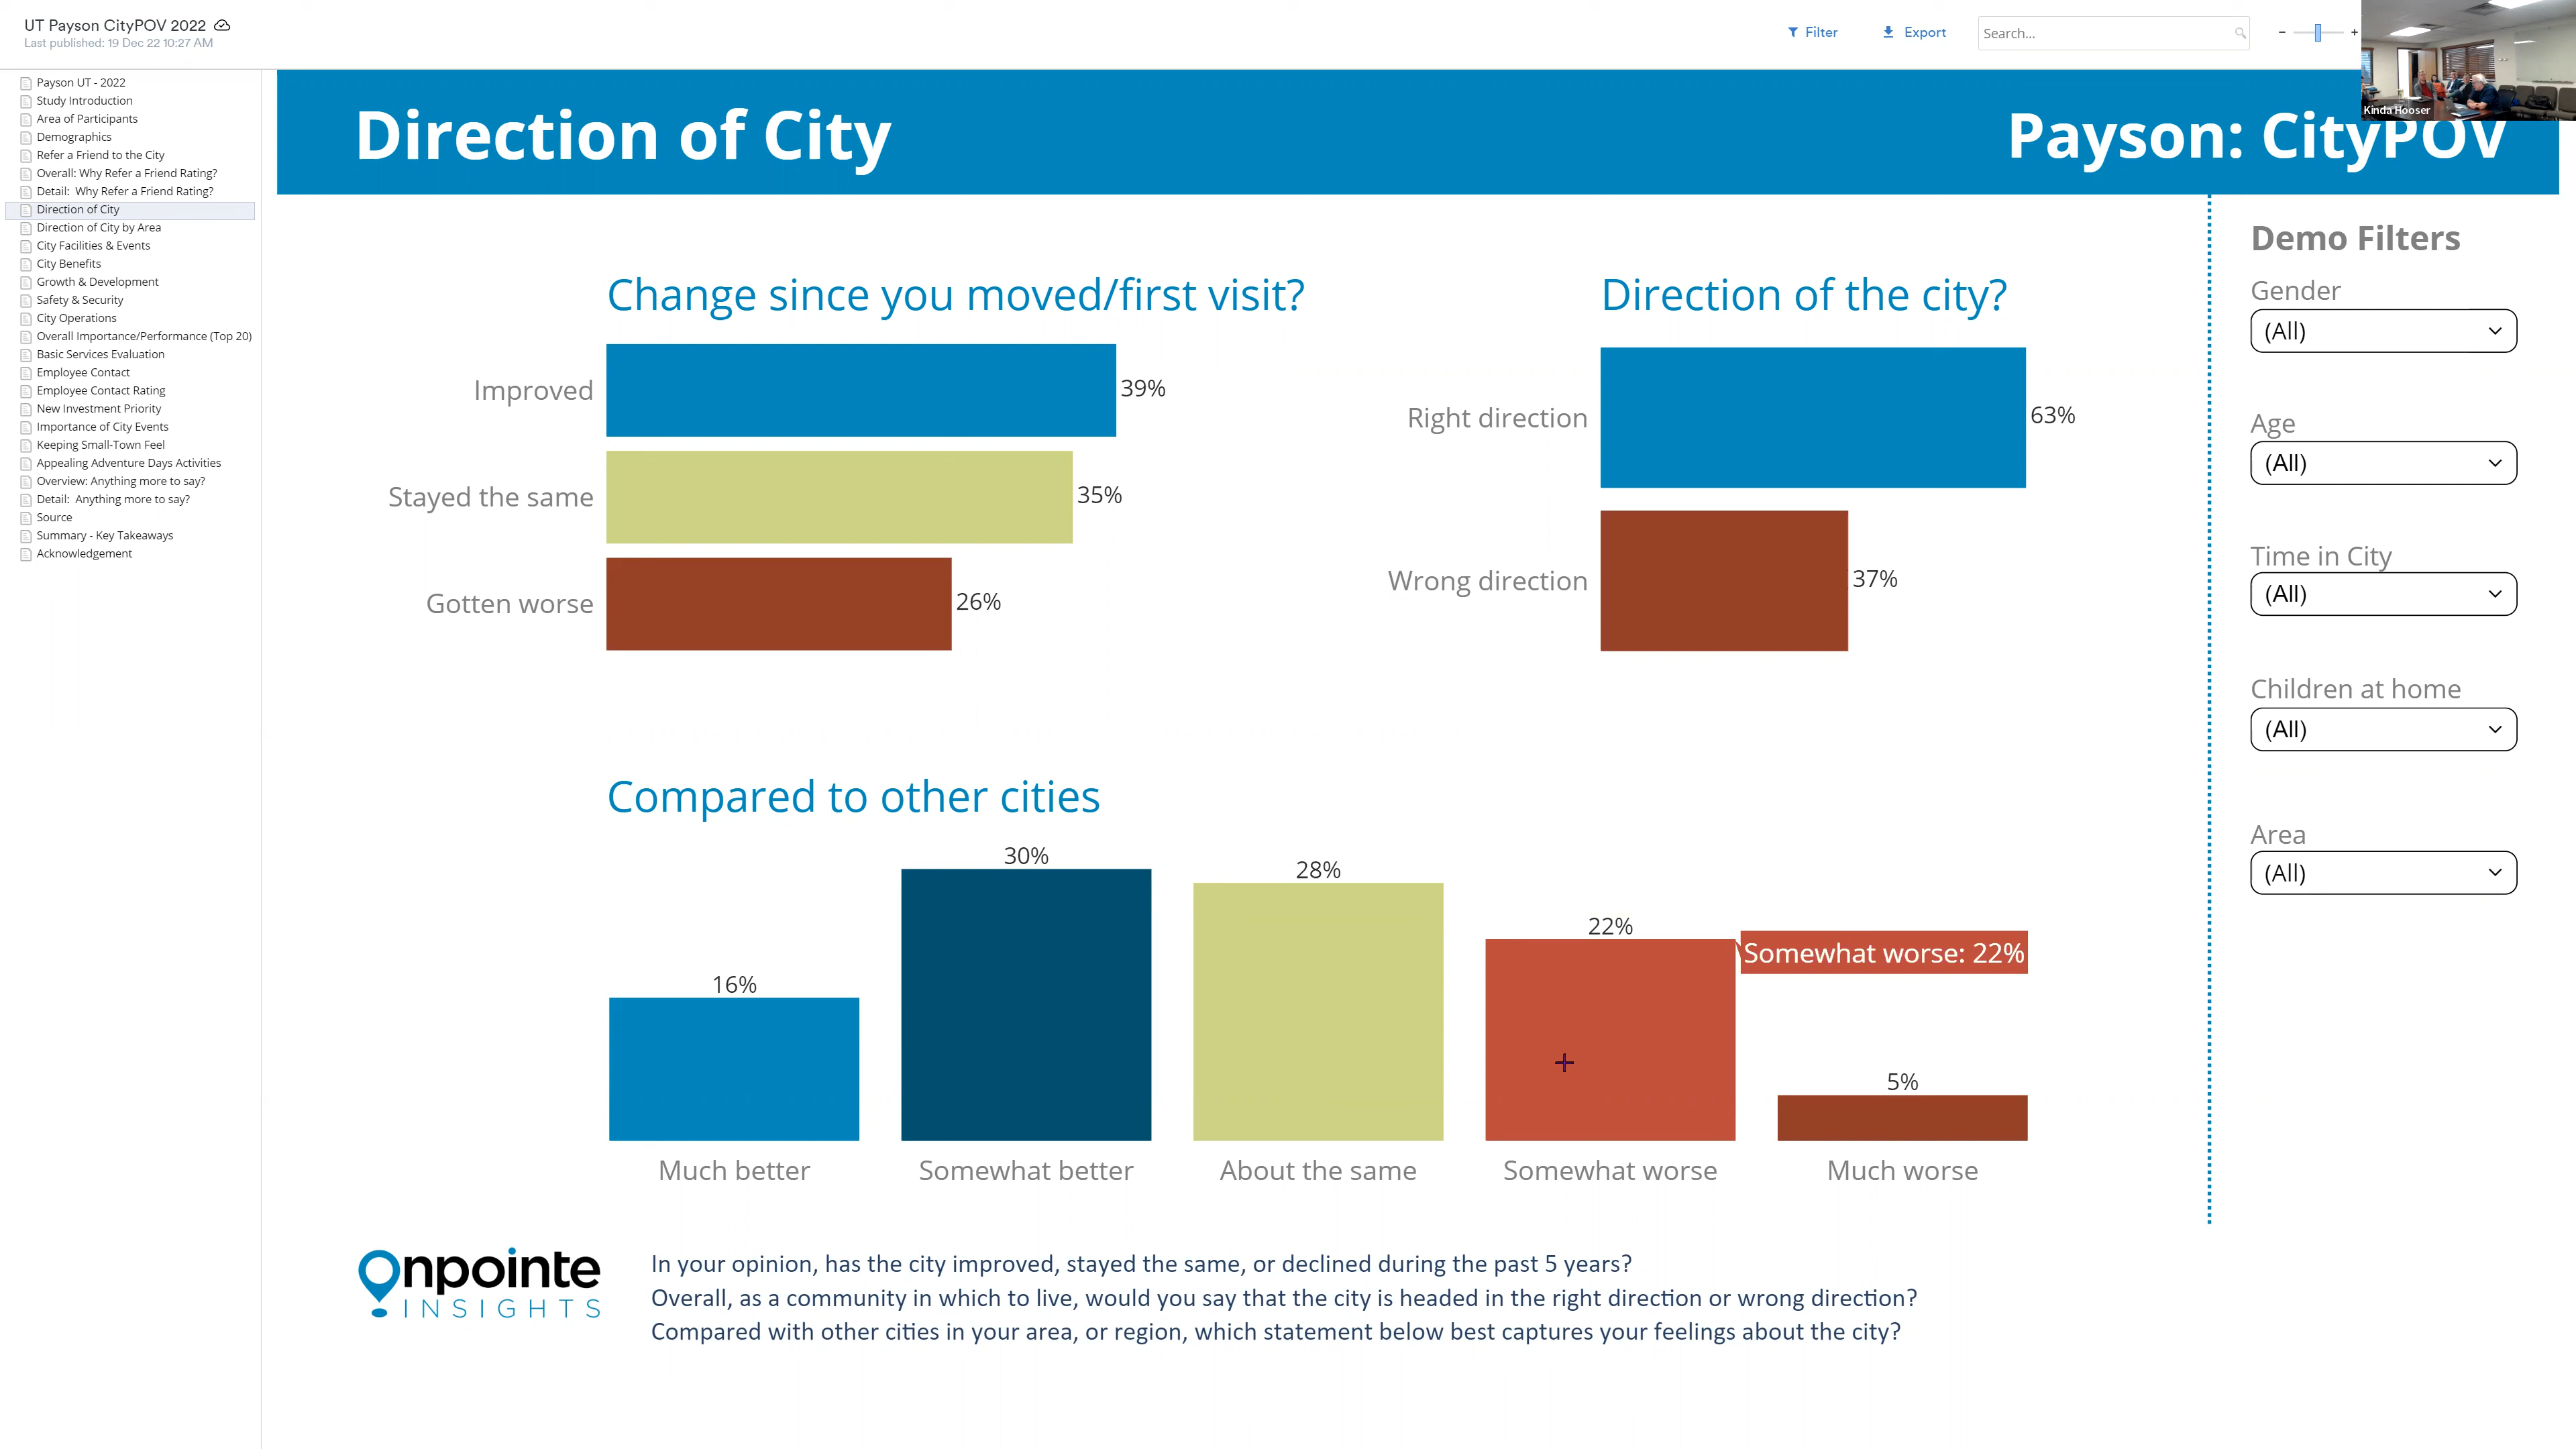 UT Payson CityPOV 2022
Last published: 19 Dec 22 10:27 AM
Filter
Export
Search...
−
+
Kinda Hooser
Payson UT - 2022
Study Introduction
Area of Participants
Demographics
Refer a Friend to the City
Overall: Why Refer a Friend Rating?
Detail: Why Refer a Friend Rating?
Direction of City
Direction of City by Area
City Facilities & Events
City Benefits
Growth & Development
Safety & Security
City Operations
Overall Importance/Performance (Top 20)
Basic Services Evaluation
Employee Contact
Employee Contact Rating
New Investment Priority
Importance of City Events
Keeping Small-Town Feel
Appealing Adventure Days Activities
Overview: Anything more to say?
Detail: Anything more to say?
Source
Summary - Key Takeaways
Acknowledgement
Direction of City
Payson: CityPOV
Change since you moved/first visit?
Improved
39%
Stayed the same
35%
Gotten worse
26%
Direction of the city?
Right direction
63%
Wrong direction
37%
Compared to other cities
16%
30%
28%
22%
Somewhat worse: 22%
5%
Much better
Somewhat better
About the same
Somewhat worse
Much worse
Demo Filters
Gender
(All)
Age
(All)
Time in City
(All)
Children at home
(All)
Area
(All)
Onpointe
INSIGHTS
In your opinion, has the city improved, stayed the same, or declined during the past 5 years?
Overall, as a community in which to live, would you say that the city is headed in the right direction or wrong direction?
Compared with other cities in your area, or region, which statement below best captures your feelings about the city?